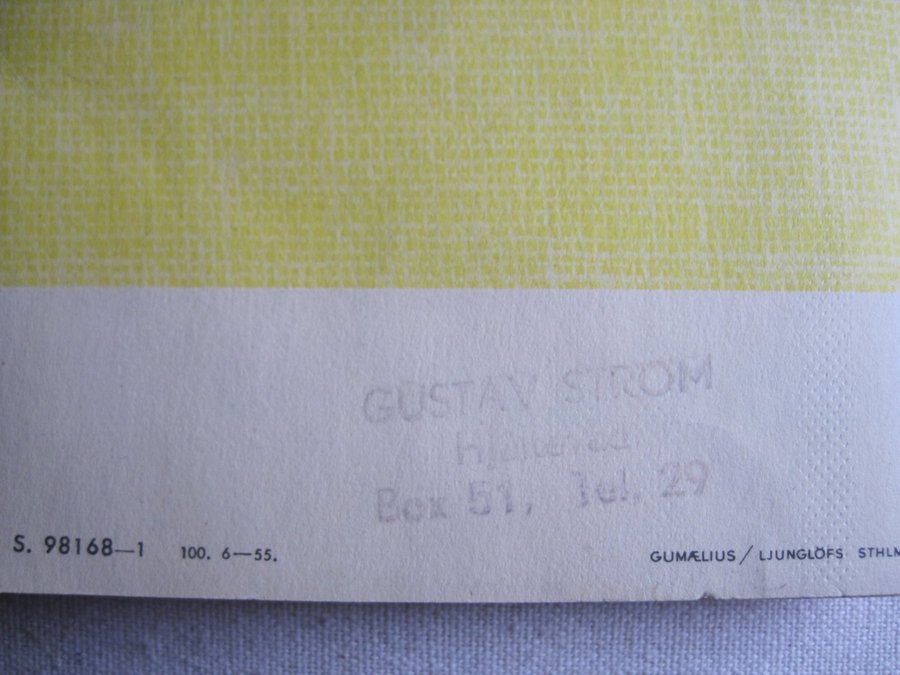 GUSTAV STRÖM
Box 51, Tel. 29
S. 98168—1 100. 6—55.
GUMÆLIUS / LJUNGLÖFS STHLM